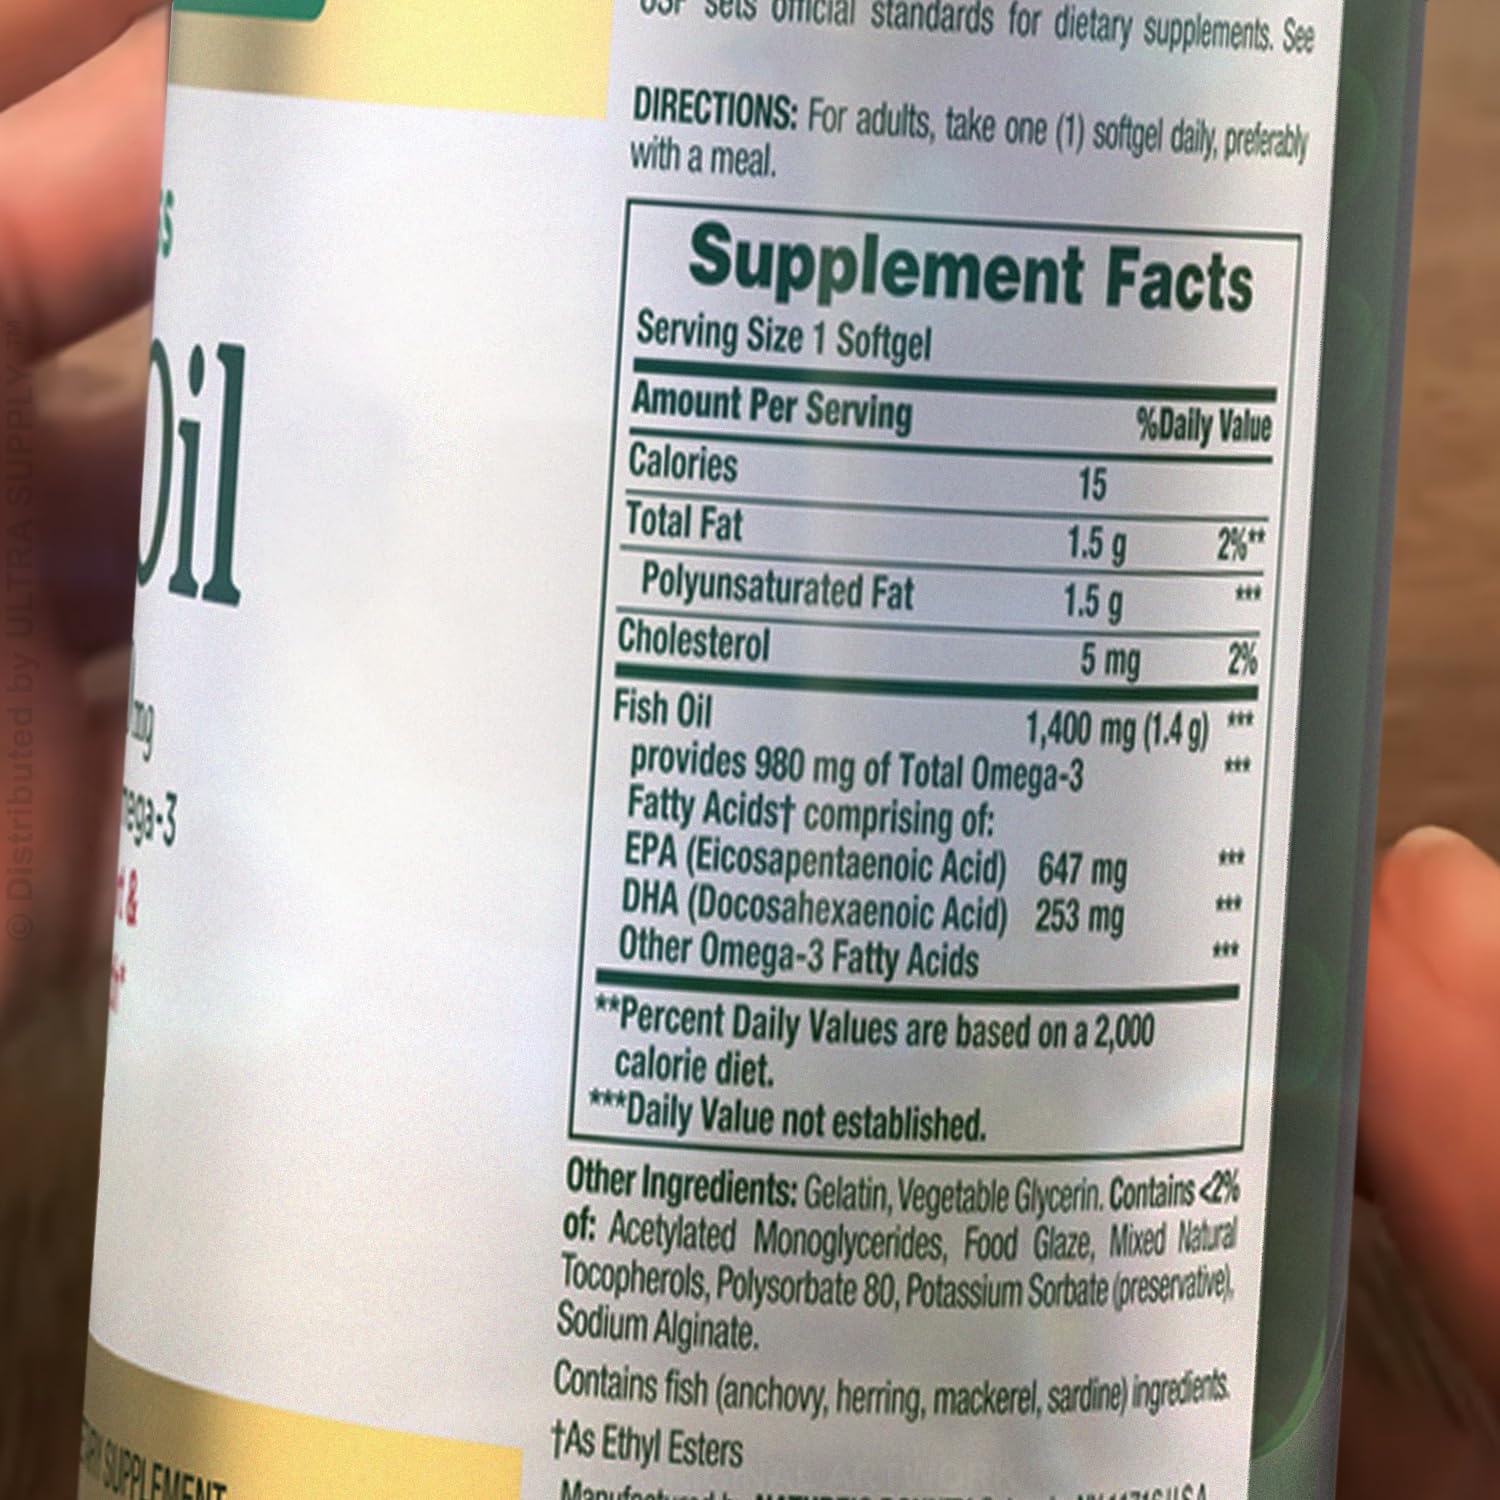 USP sets official standards for dietary supplements. See
DIRECTIONS: For adults, take one (1) softgel daily, preferably
with a meal.
Supplement Facts
Serving Size 1 Softgel
Amount Per Serving %Daily Value
Calories 15
Total Fat 1.5 g 2%**
Polyunsaturated Fat 1.5 g ***
Cholesterol 5 mg 2%
Fish Oil 1,400 mg (1.4 g) ***
provides 980 mg of Total Omega-3 ***
Fatty Acids† comprising of:
EPA (Eicosapentaenoic Acid) 647 mg ***
DHA (Docosahexaenoic Acid) 253 mg ***
Other Omega-3 Fatty Acids ***
**Percent Daily Values are based on a 2,000
calorie diet.
***Daily Value not established.
Other Ingredients: Gelatin, Vegetable Glycerin. Contains <2%
of: Acetylated Monoglycerides, Food Glaze, Mixed Natural
Tocopherols, Polysorbate 80, Potassium Sorbate (preservative),
Sodium Alginate.
Contains fish (anchovy, herring, mackerel, sardine) ingredients.
†As Ethyl Esters
Oil
mg
ega-3
&
SUPPLEMENT
© Distributed by ULTRA SUPPLY™